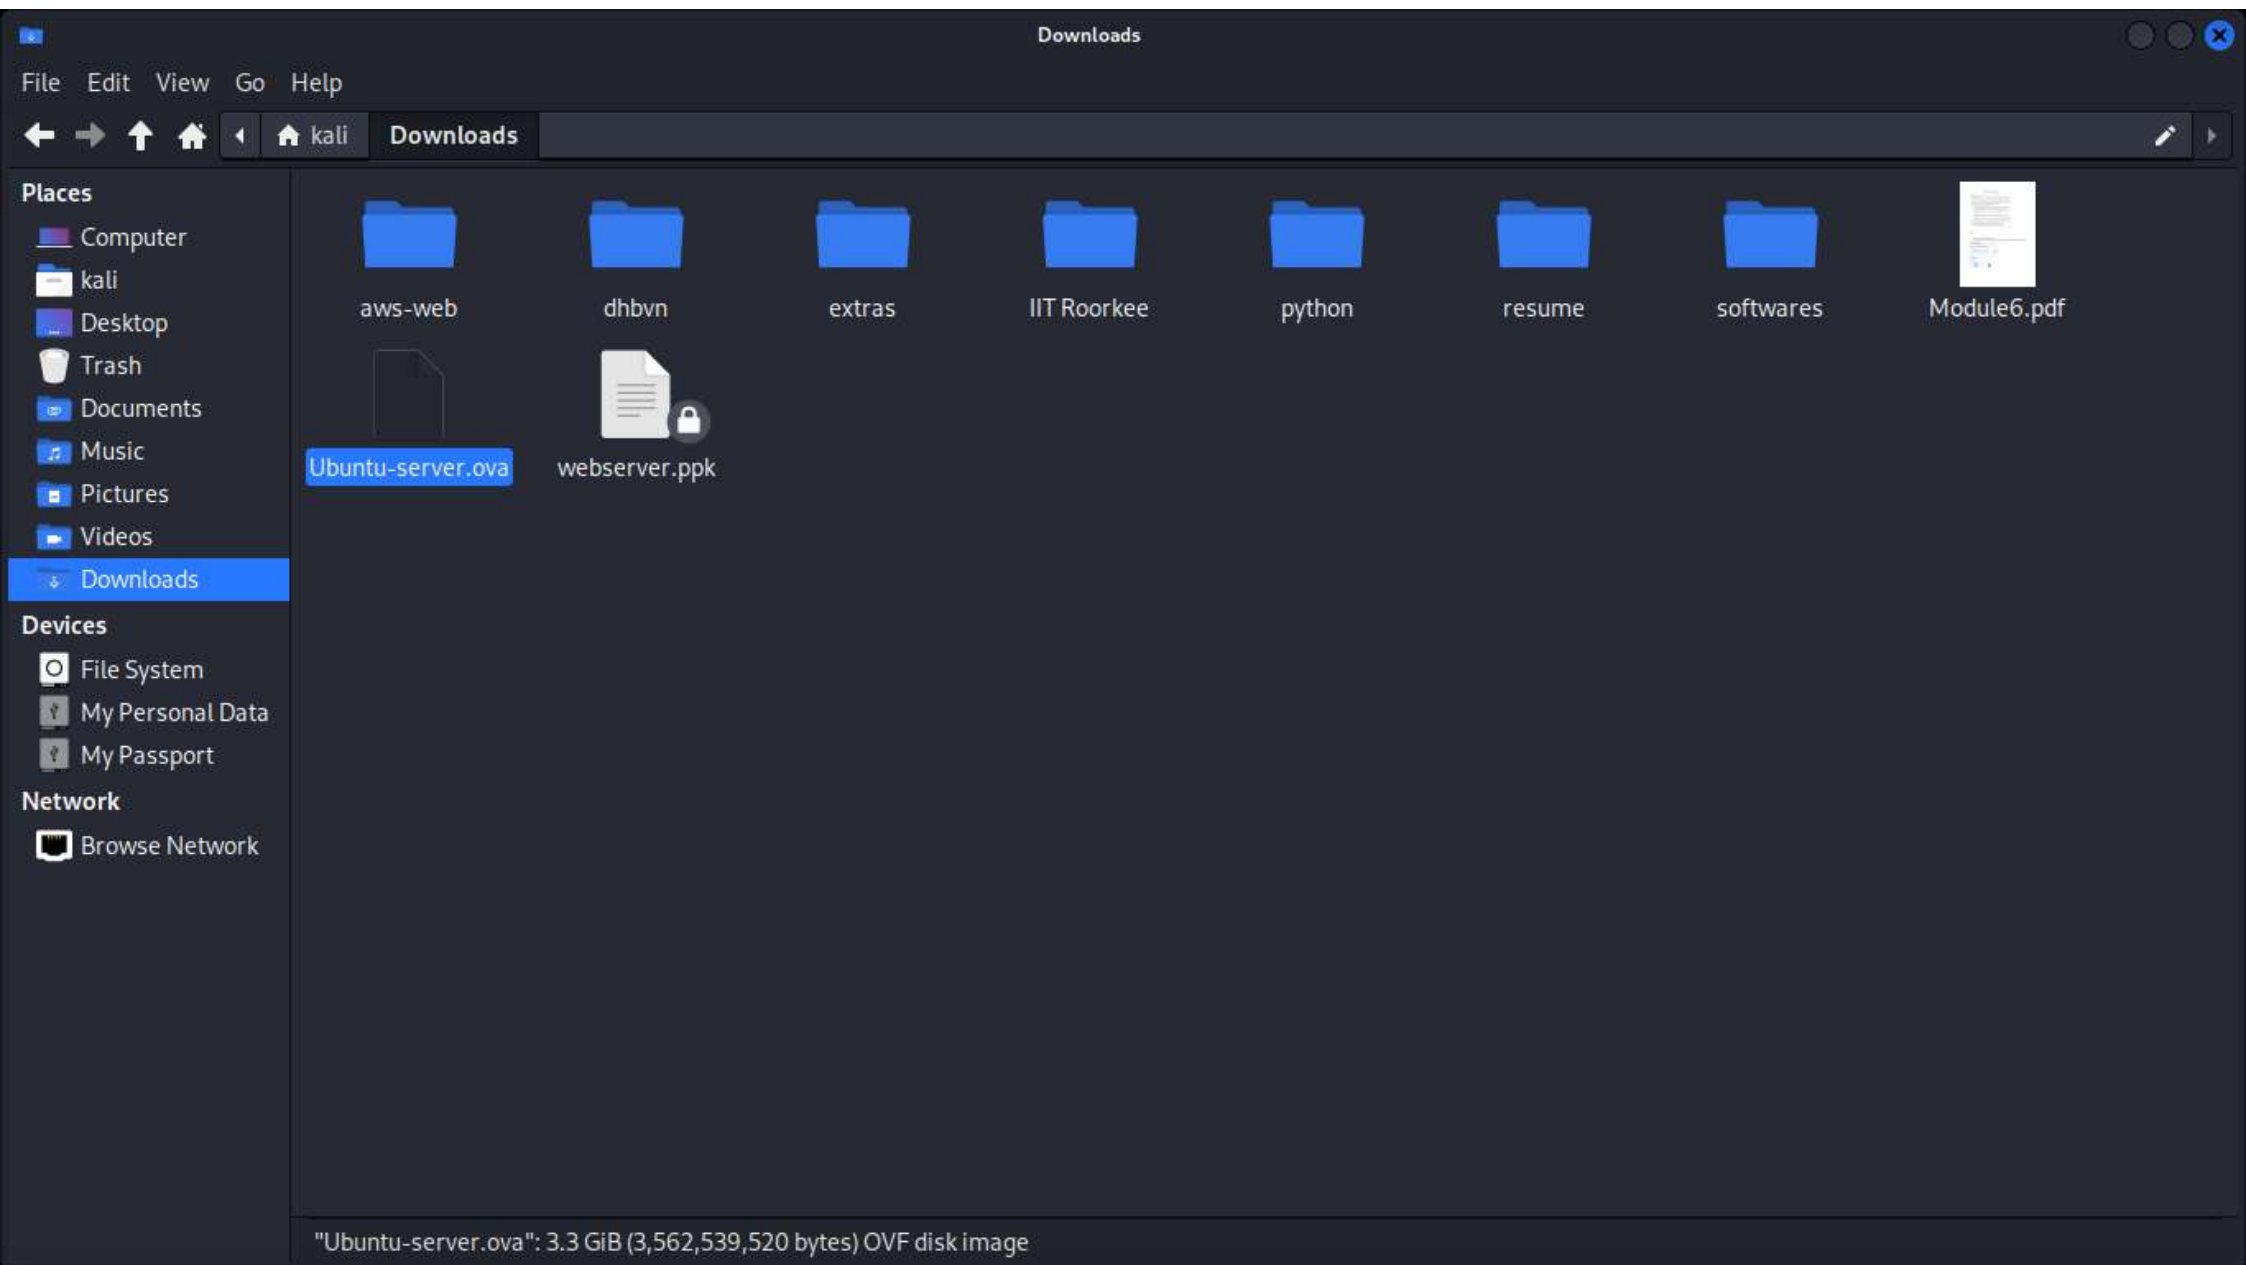 Downloads
File Edit View Go Help
kali Downloads
Places
Computer
kali
Desktop
Trash
Documents
Music
Pictures
Videos
Downloads
Devices
File System
My Personal Data
My Passport
Network
Browse Network
aws-web dhbvn extras IIT Roorkee python resume softwares Module6.pdf
Ubuntu-server.ova webserver.ppk
"Ubuntu-server.ova": 3.3 GiB (3,562,539,520 bytes) OVF disk image